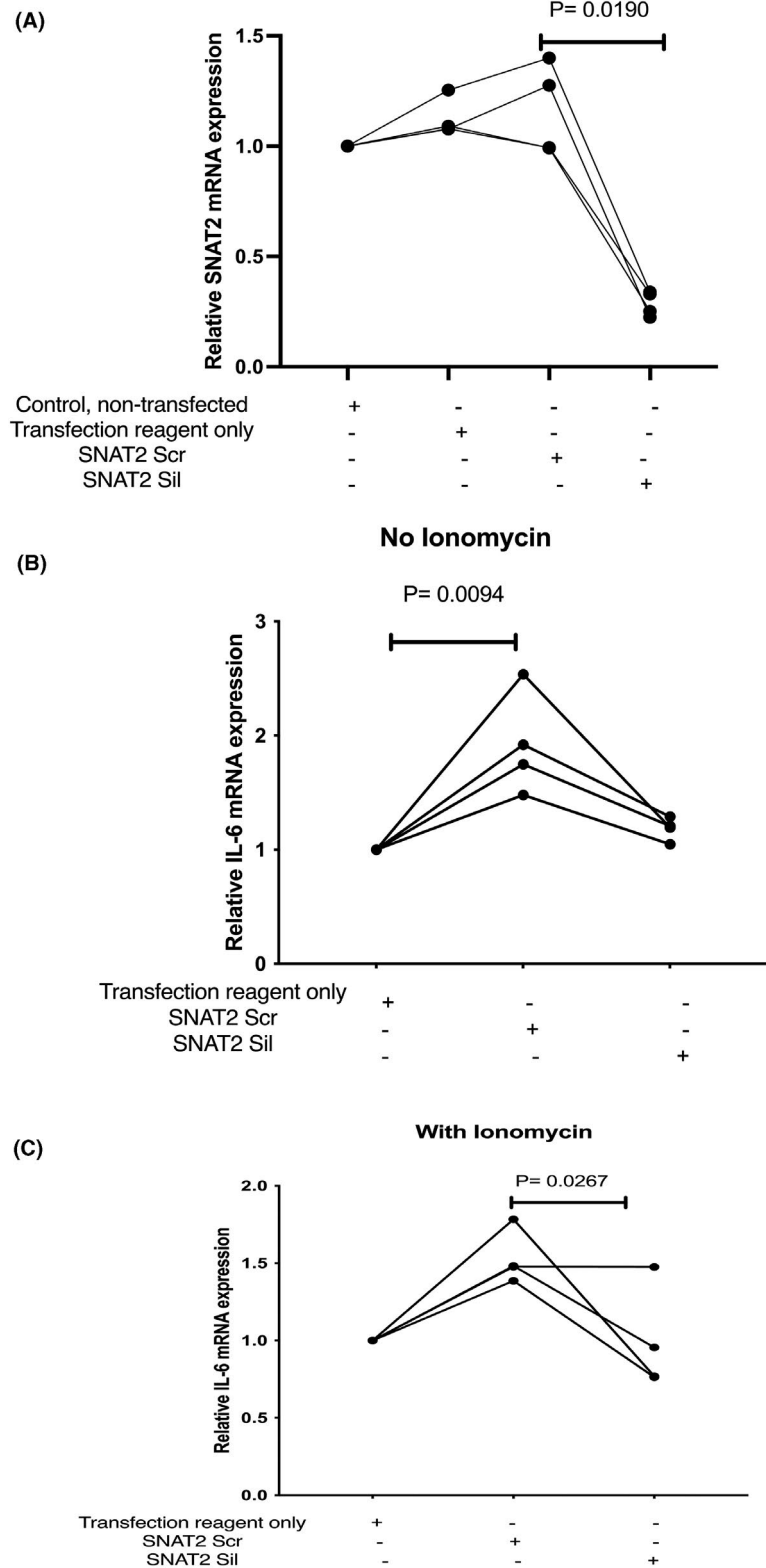 (A)
P= 0.0190
Relative SNAT2 mRNA expression
1.5
1.0
0.5
0.0
Control, non-transfected + - - -
Transfection reagent only - + - -
SNAT2 Scr - - + -
SNAT2 Sil - - - +
No Ionomycin
(B)
P= 0.0094
Relative IL-6 mRNA expression
3
2
1
0
Transfection reagent only + - -
SNAT2 Scr - + -
SNAT2 Sil - - +
With Ionomycin
(C)
P= 0.0267
Relative IL-6 mRNA expression
2.0
1.5
1.0
0.5
0.0
Transfection reagent only + - -
SNAT2 Scr - + -
SNAT2 Sil - - +